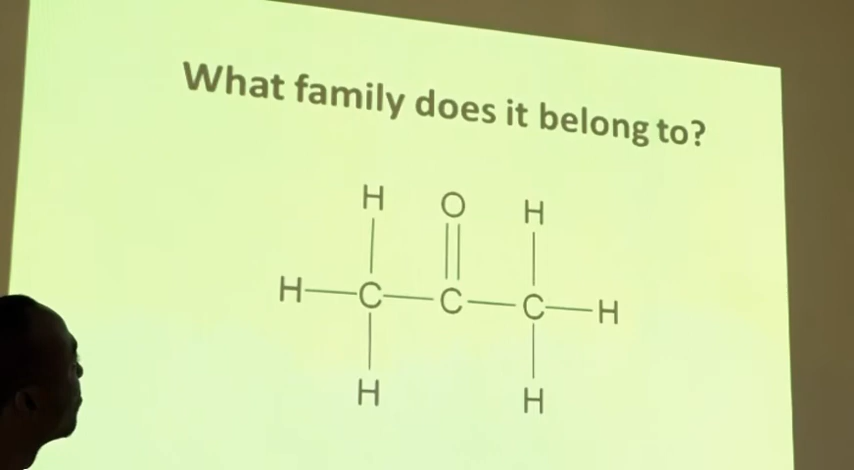 What family does it belong to?
H O H
H—C—C—C—H
H H